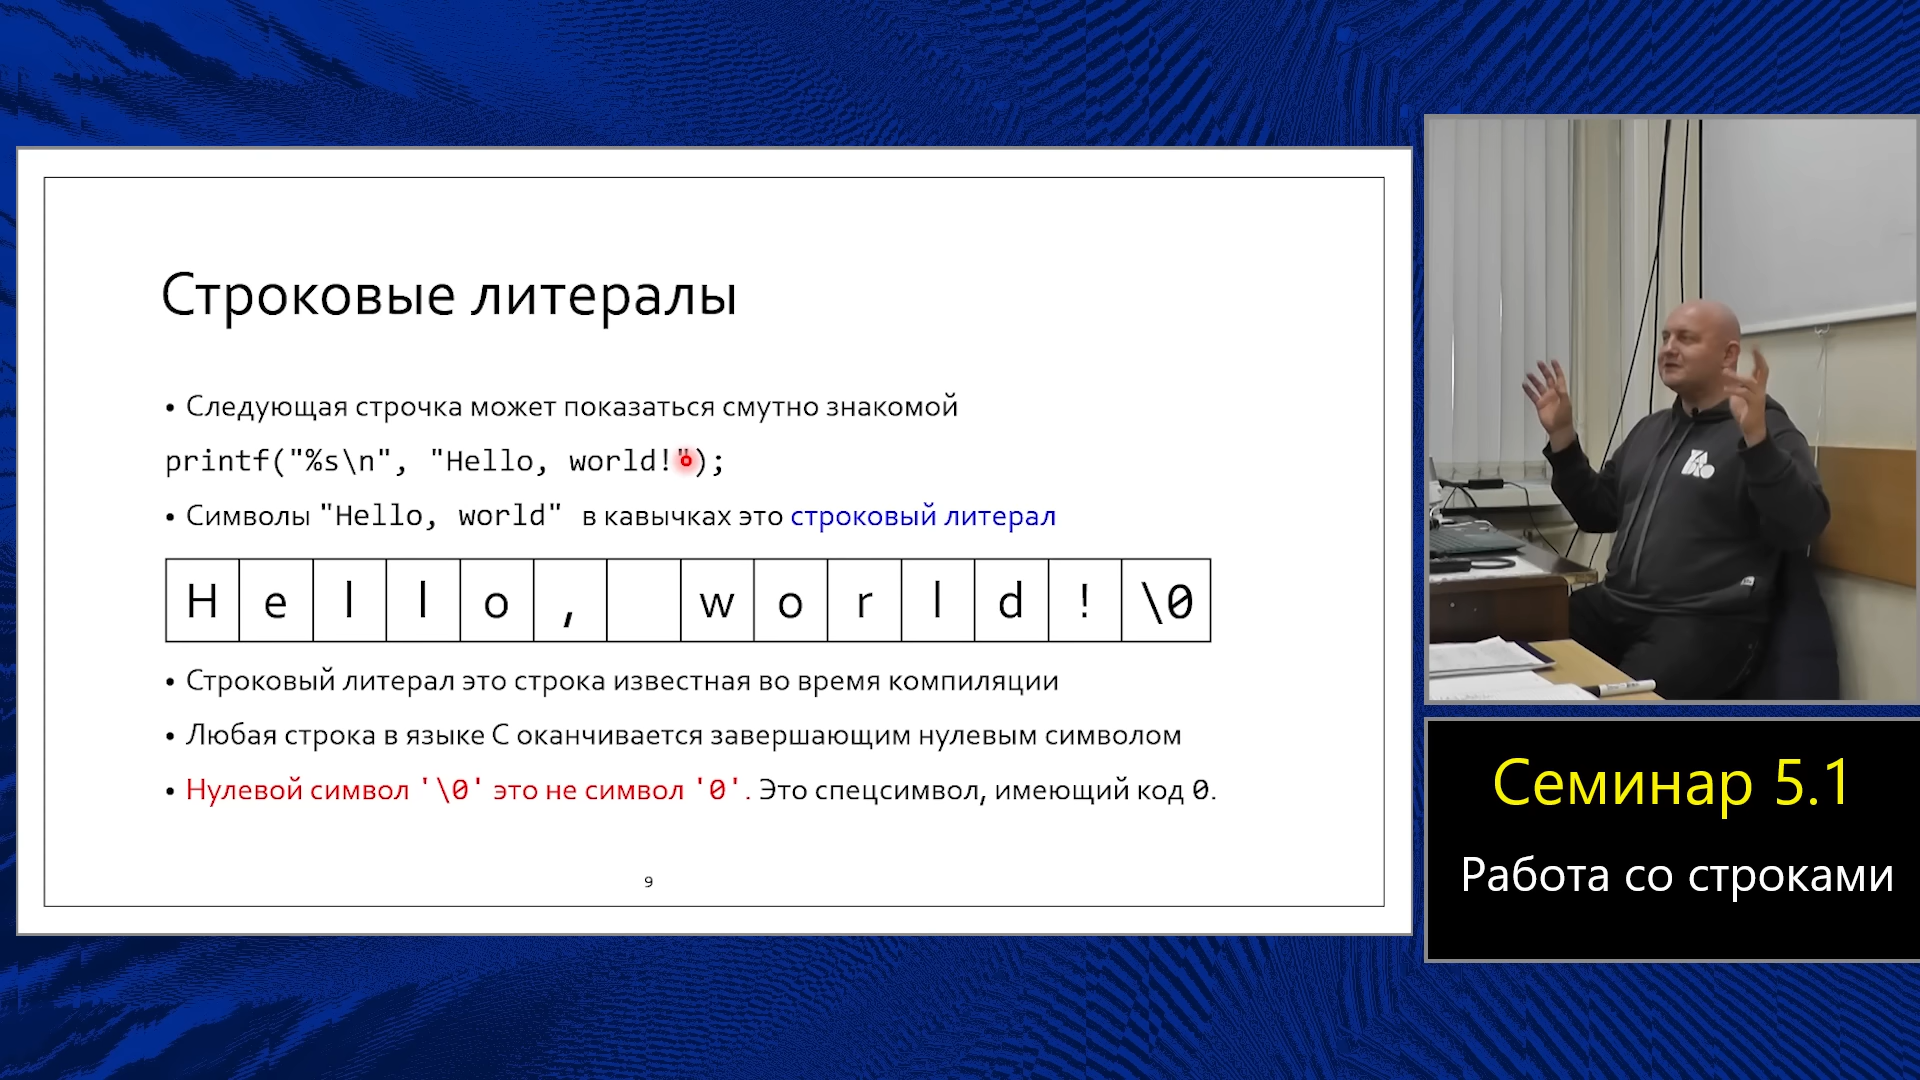 Строковые литералы
• Следующая строчка может показаться смутно знакомой
printf("%s\n", "Hello, world!");
• Символы "Hello, world" в кавычках это строковый литерал
H e l l o ,   w o r l d ! \0
• Строковый литерал это строка известная во время компиляции
• Любая строка в языке C оканчивается завершающим нулевым символом
• Нулевой символ '\0' это не символ '0'. Это спецсимвол, имеющий код 0.
9
Семинар 5.1
Работа со строками